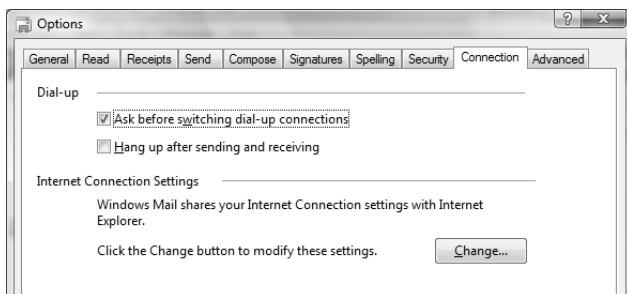 Options
General Read Receipts Send Compose Signatures Spelling Security Connection Advanced
Dial-up
Ask before switching dial-up connections
Hang up after sending and receiving
Internet Connection Settings
Windows Mail shares your Internet Connection settings with Internet
Explorer.
Click the Change button to modify these settings. Change...